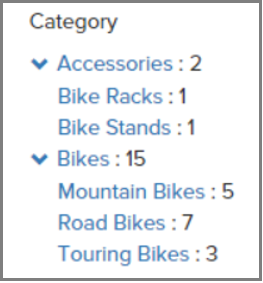 Category
Accessories : 2
Bike Racks : 1
Bike Stands : 1
Bikes : 15
Mountain Bikes : 5
Road Bikes : 7
Touring Bikes : 3